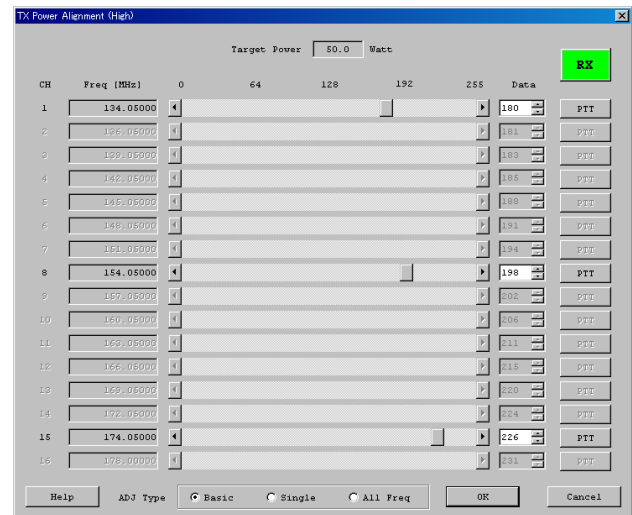 TX Power Alignment (High)
Target Power 50.0 Watt
RX
CH Freq [MHz] 0 64 128 192 255 Data
1 134.05000 180 PTT
2 136.05000 181 PTT
3 139.05000 183 PTT
4 142.05000 185 PTT
5 145.05000 188 PTT
6 148.05000 191 PTT
7 151.05000 194 PTT
8 154.05000 198 PTT
9 157.05000 202 PTT
10 160.05000 206 PTT
11 163.05000 211 PTT
12 166.05000 215 PTT
13 169.05000 220 PTT
14 172.05000 224 PTT
15 174.05000 226 PTT
16 178.00000 231 PTT
Help ADJ Type Basic Single All Freq OK Cancel